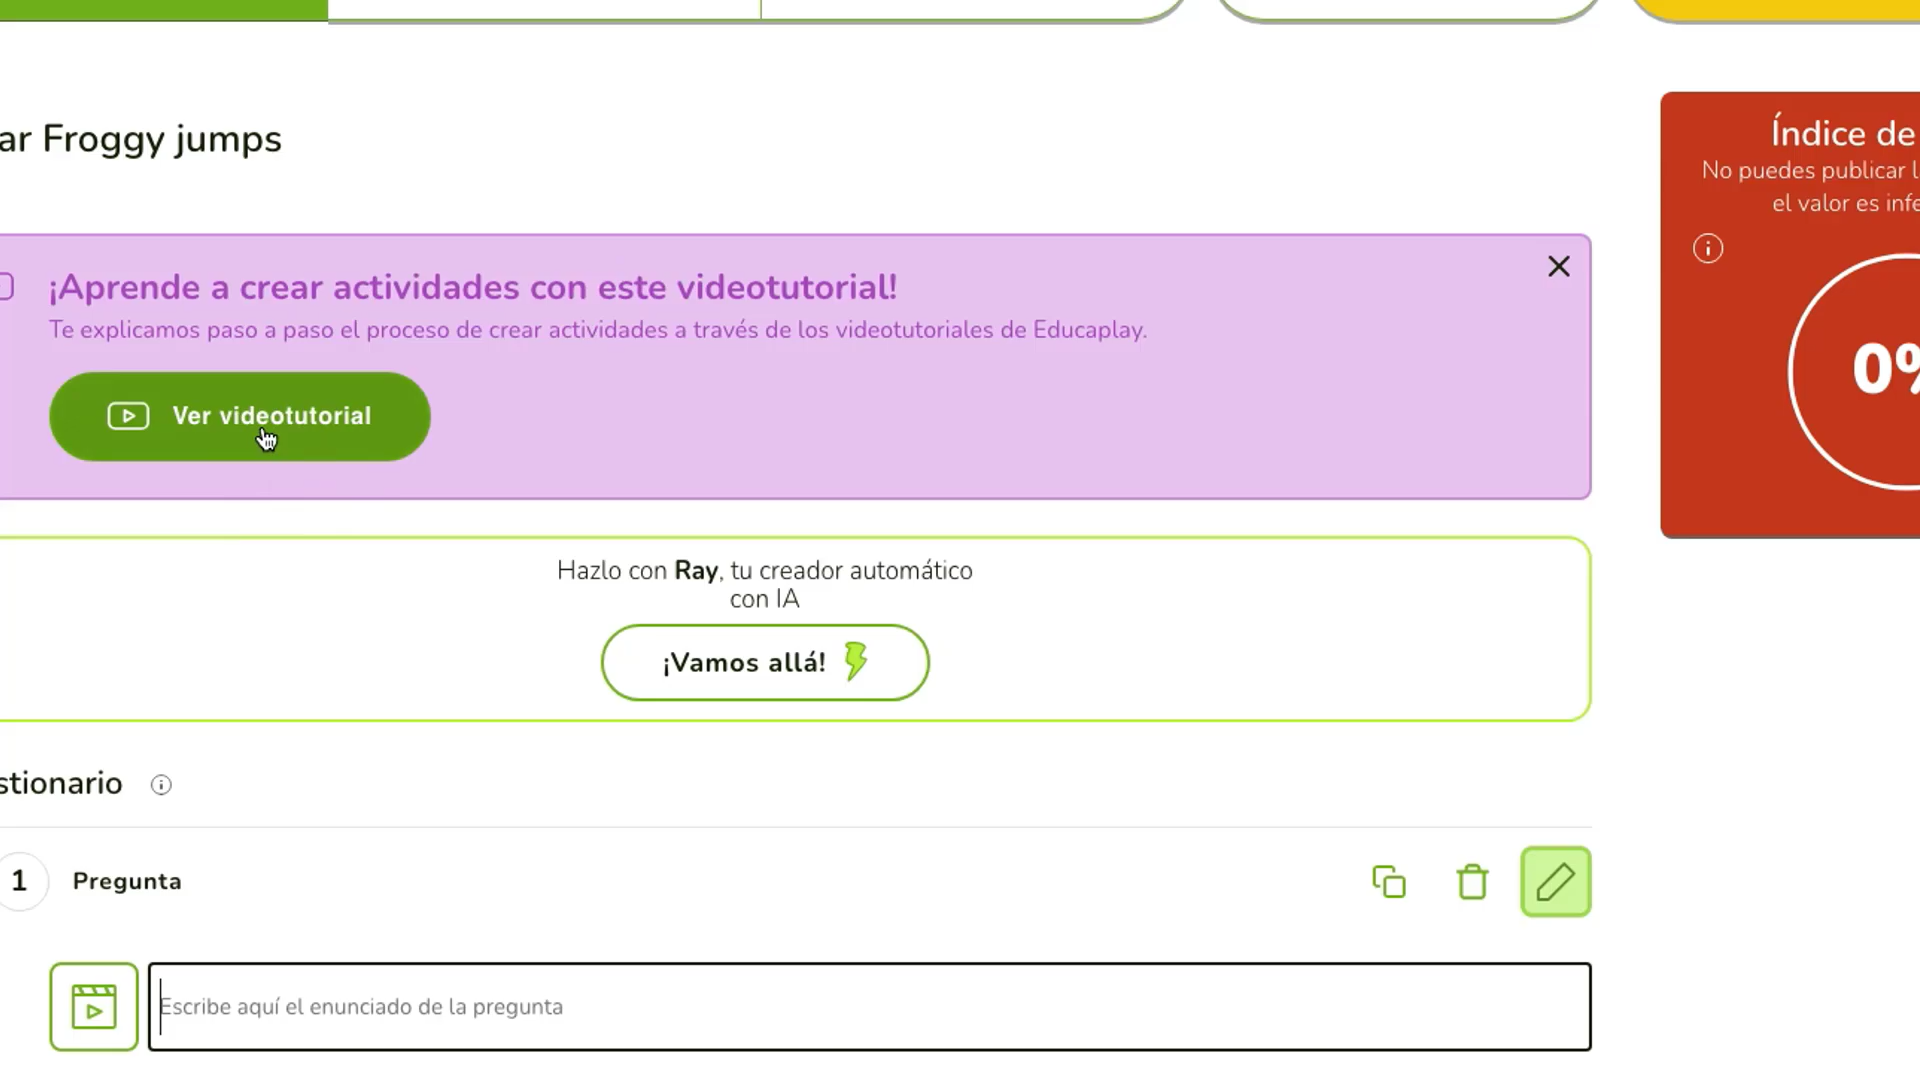 ar Froggy jumps
Índice de
No puedes publicar l
el valor es infe
0%
¡Aprende a crear actividades con este videotutorial!
Te explicamos paso a paso el proceso de crear actividades a través de los videotutoriales de Educaplay.
Ver videotutorial
Hazlo con Ray, tu creador automático
con IA
¡Vamos allá!
stionario
1 Pregunta
Escribe aquí el enunciado de la pregunta